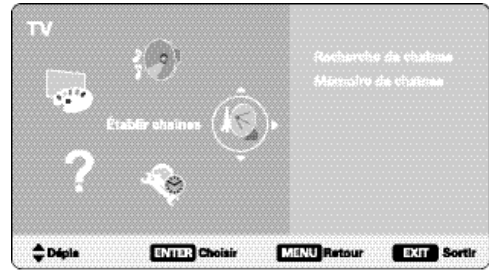 TV
Recherche de chaînes
Mémoire de chaînes
Établir chaînes
?
Dépla
ENTER Choisir
MENU Retour
EXIT Sortir